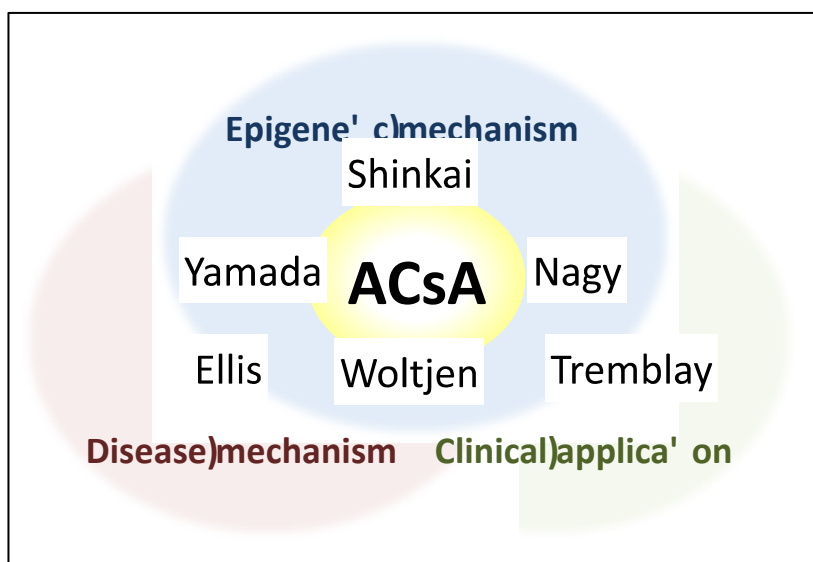 Epigene' c)mechanism
Shinkai
Yamada ACsA Nagy
Ellis Woltjen Tremblay
Disease)mechanism Clinical)applica' on